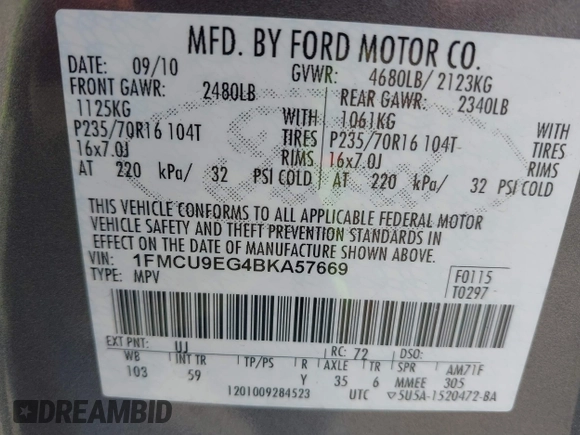 MFD. BY FORD MOTOR CO.
DATE: 09/10 GVWR: 4680LB/ 2123KG
FRONT GAWR: 2480LB REAR GAWR: 2340LB
1125KG WITH 1061KG WITH
P235/70R16 104T TIRES P235/70R16 104T TIRES
16x7.0J RIMS 16x7.0J RIMS
AT 220 kPa/ 32 PSI COLD AT 220 kPa/ 32 PSI COLD
THIS VEHICLE CONFORMS TO ALL APPLICABLE FEDERAL MOTOR
VEHICLE SAFETY AND THEFT PREVENTION STANDARDS IN
EFFECT ON THE DATE OF MANUFACTURE SHOWN ABOVE.
VIN: 1FMCU9EG4BKA57669
TYPE: MPV
F0115
T0297
EXT PNT: UJ RC: 72 DSO:
WB INT TR TP/PS R AXLE TR SPR AM71F
103 59 Y 35 6 MMEE 305
1201009284523 UTC ▽5U5A-1520472-BA
DREAMBID